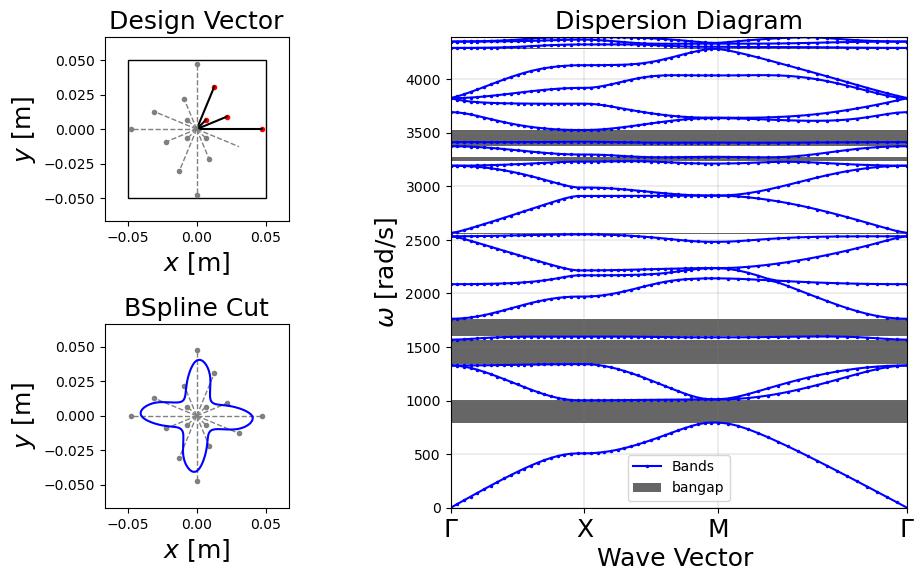 Design Vector
0.050
0.025
0.000
−0.025
−0.050
y [m]
−0.05
0.00
0.05
x [m]
BSpline Cut
0.050
0.025
0.000
−0.025
−0.050
y [m]
−0.05
0.00
0.05
x [m]
Dispersion Diagram
4000
3500
3000
2500
2000
1500
1000
500
0
ω [rad/s]
Bands
bangap
Γ
X
M
Γ
Wave Vector